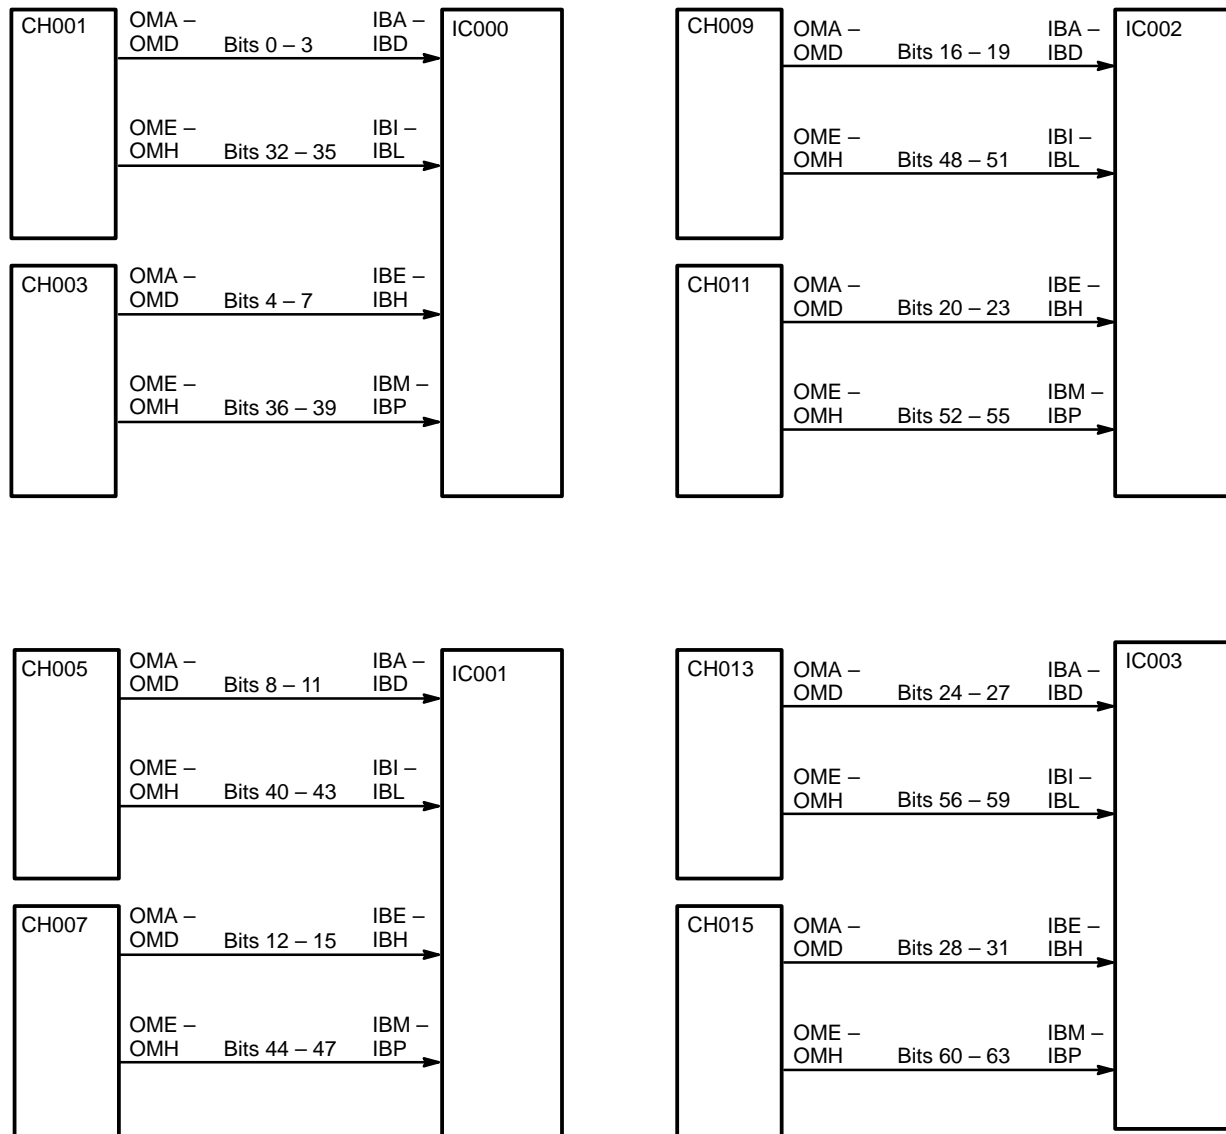 CH001
OMA –
OMD
Bits 0 – 3
IBA –
IBD
IC000
OME –
OMH
Bits 32 – 35
IBI –
IBL
CH003
OMA –
OMD
Bits 4 – 7
IBE –
IBH
OME –
OMH
Bits 36 – 39
IBM –
IBP
CH009
OMA –
OMD
Bits 16 – 19
IBA –
IBD
IC002
OME –
OMH
Bits 48 – 51
IBI –
IBL
CH011
OMA –
OMD
Bits 20 – 23
IBE –
IBH
OME –
OMH
Bits 52 – 55
IBM –
IBP
CH005
OMA –
OMD
Bits 8 – 11
IBA –
IBD
IC001
OME –
OMH
Bits 40 – 43
IBI –
IBL
CH007
OMA –
OMD
Bits 12 – 15
IBE –
IBH
OME –
OMH
Bits 44 – 47
IBM –
IBP
CH013
OMA –
OMD
Bits 24 – 27
IBA –
IBD
IC003
OME –
OMH
Bits 56 – 59
IBI –
IBL
CH015
OMA –
OMD
Bits 28 – 31
IBE –
IBH
OME –
OMH
Bits 60 – 63
IBM –
IBP